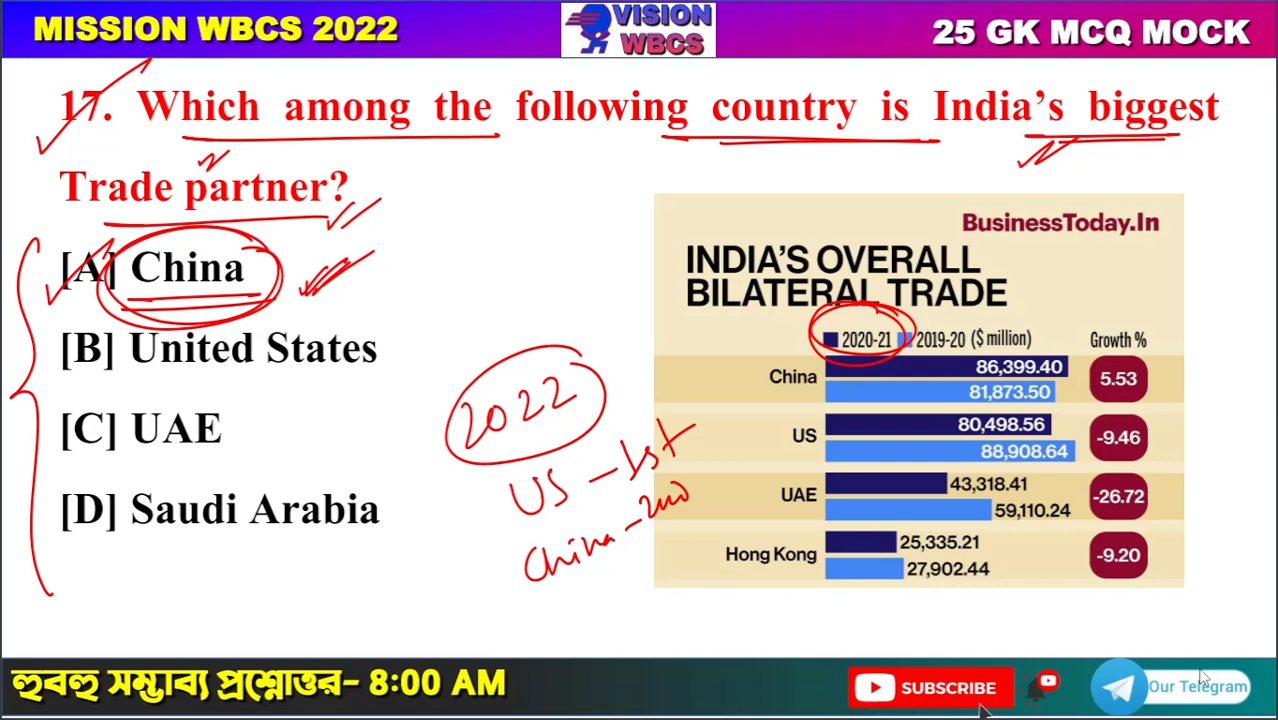 MISSION WBCS 2022
VISION
WBCS
25 GK MCQ MOCK
17. Which among the following country is India's biggest
Trade partner?
[A] China
[B] United States
[C] UAE
[D] Saudi Arabia
2022
US - 1st
China - 2nd
BusinessToday.In
INDIA'S OVERALL
BILATERAL TRADE
2020-21 2019-20 ($ million) Growth %
China 86,399.40 5.53
81,873.50
US 80,498.56 -9.46
88,908.64
UAE 43,318.41 -26.72
59,110.24
Hong Kong 25,335.21 -9.20
27,902.44
হুবহু সম্ভাব্য প্রশ্নোত্তর- 8:00 AM
SUBSCRIBE
Our Telegram